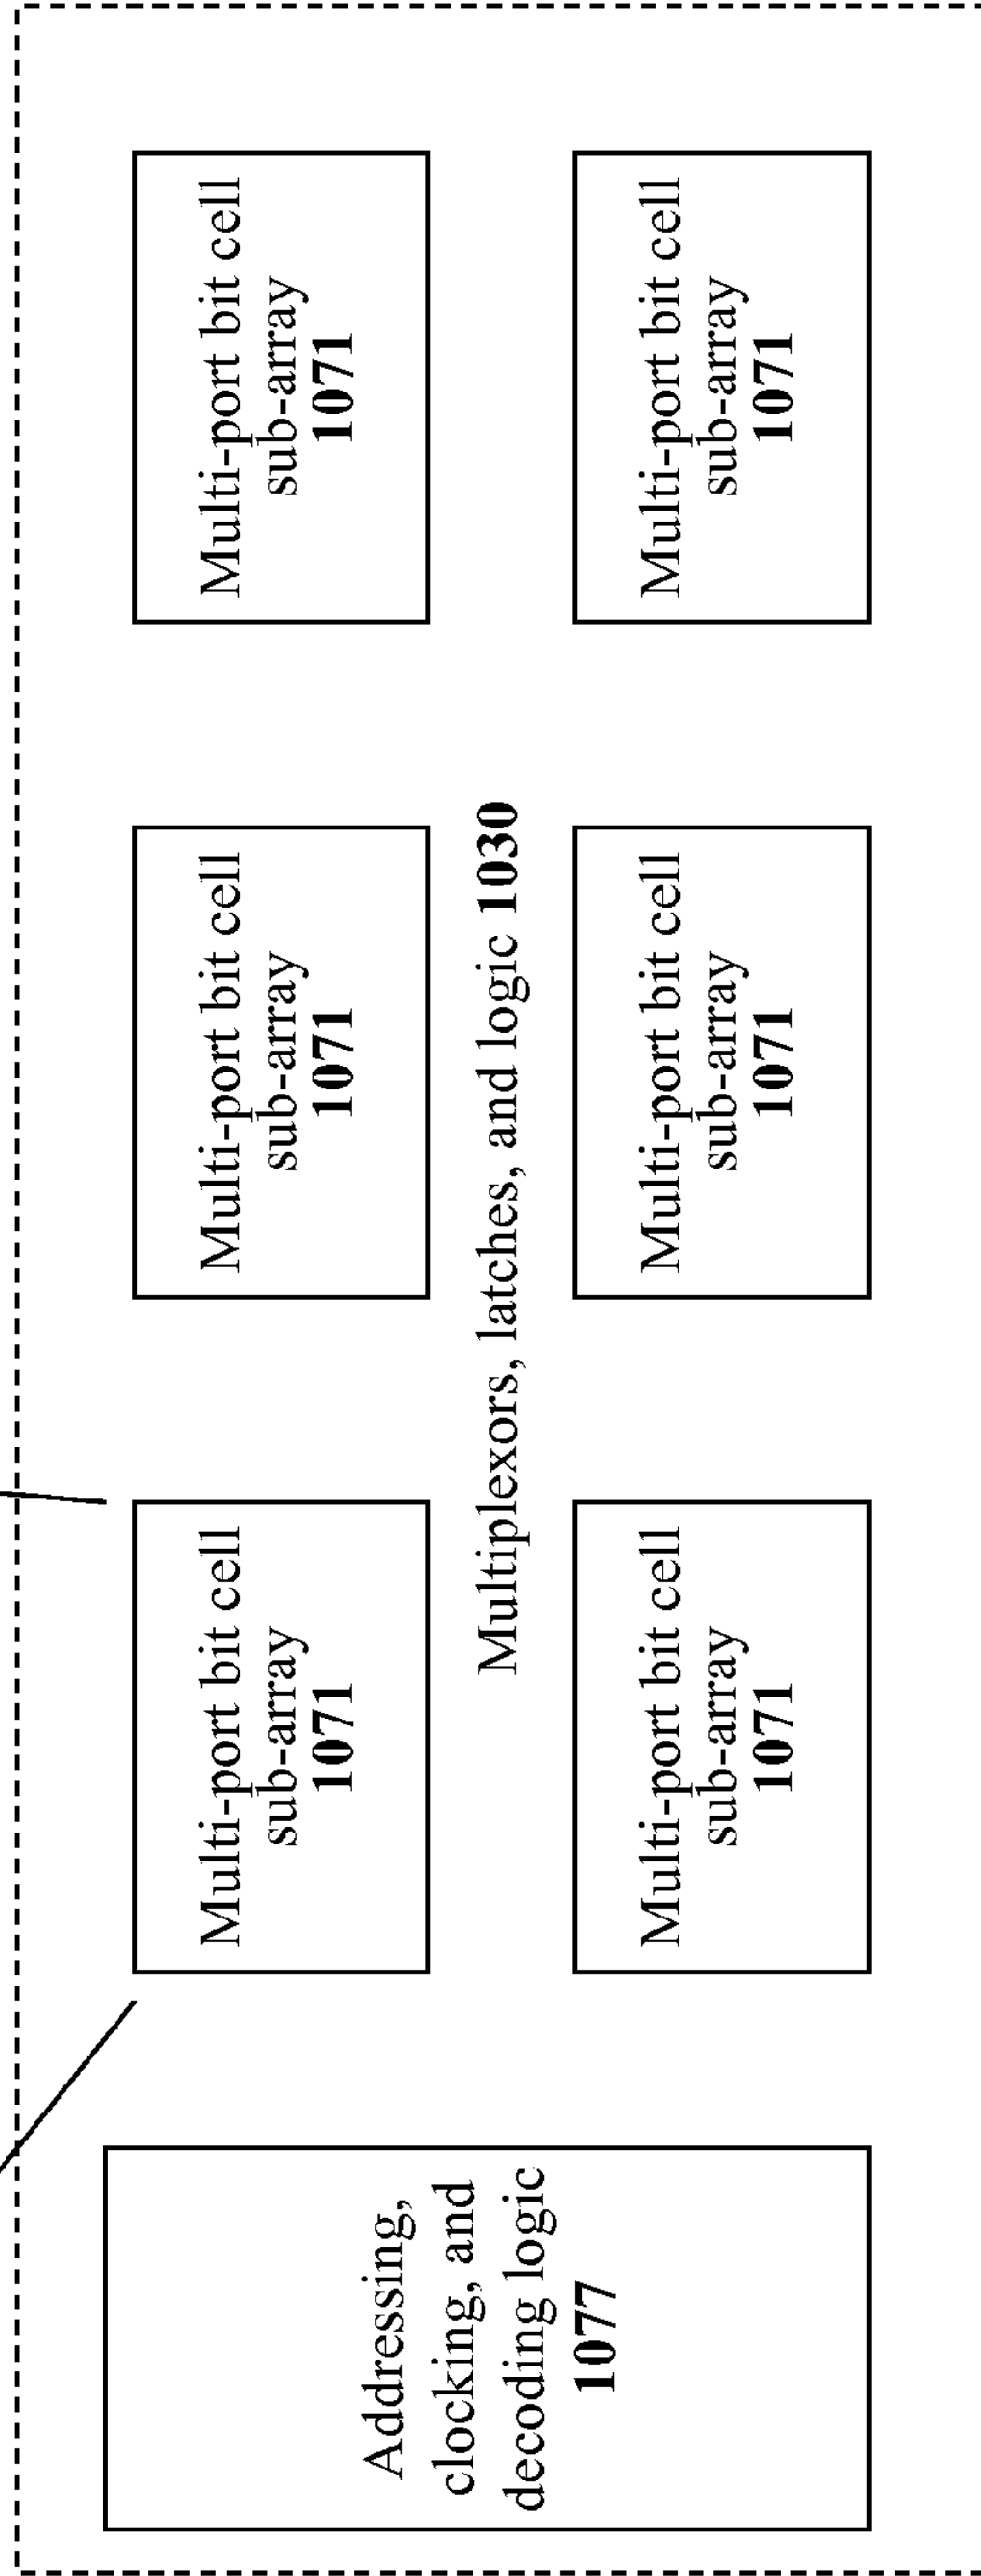 Addressing,
clocking, and
decoding logic
1077
Multi-port bit cell
sub-array
1071
Multi-port bit cell
sub-array
1071
Multi-port bit cell
sub-array
1071
Multiplexors, latches, and logic 1030
Multi-port bit cell
sub-array
1071
Multi-port bit cell
sub-array
1071
Multi-port bit cell
sub-array
1071